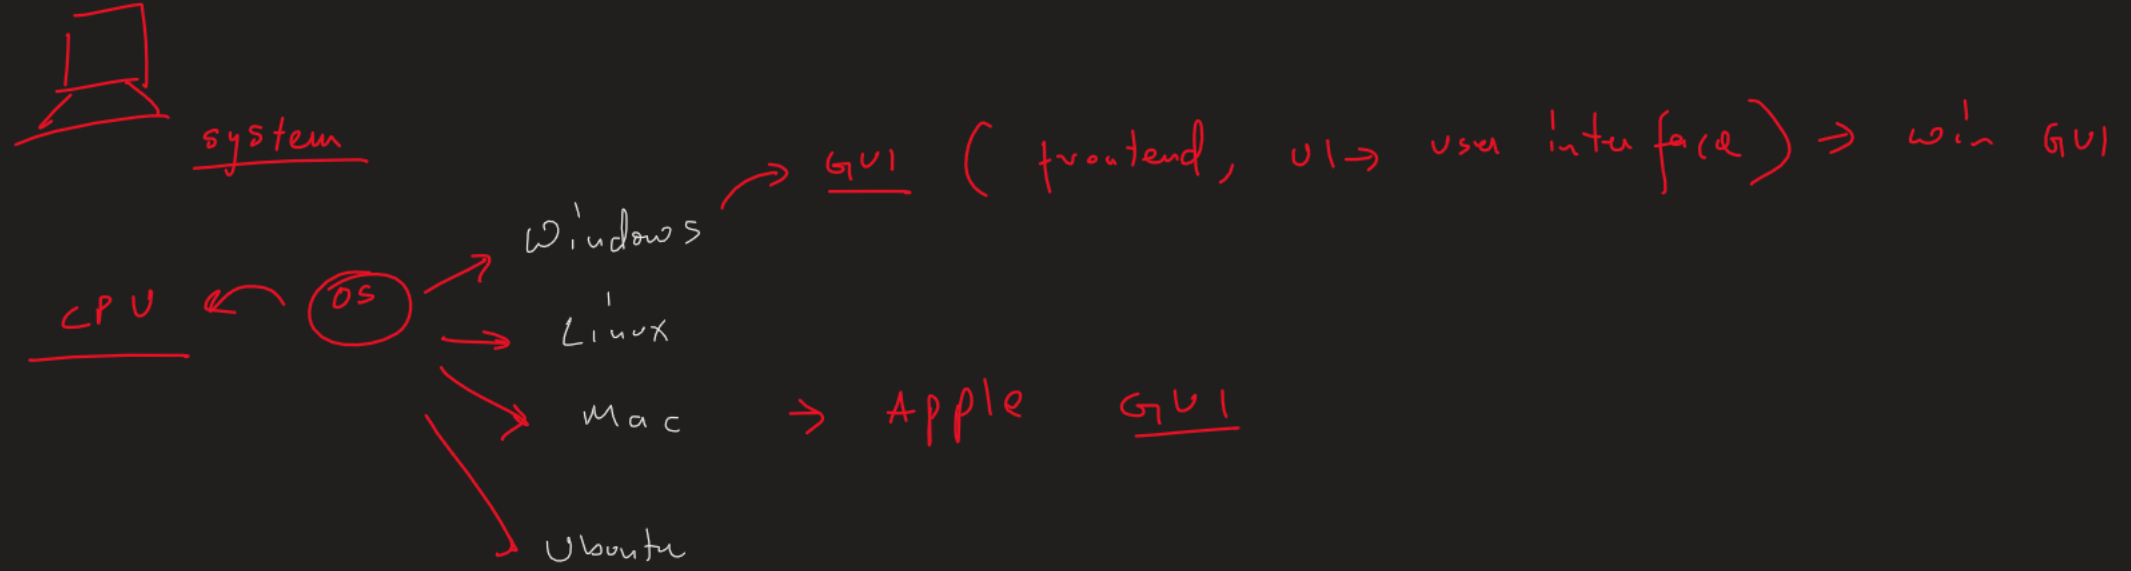 system
GUI ( frontend, UI → user interface) → win GUI
Windows
CPU ← OS
Linux
Mac → Apple GUI
Ubuntu